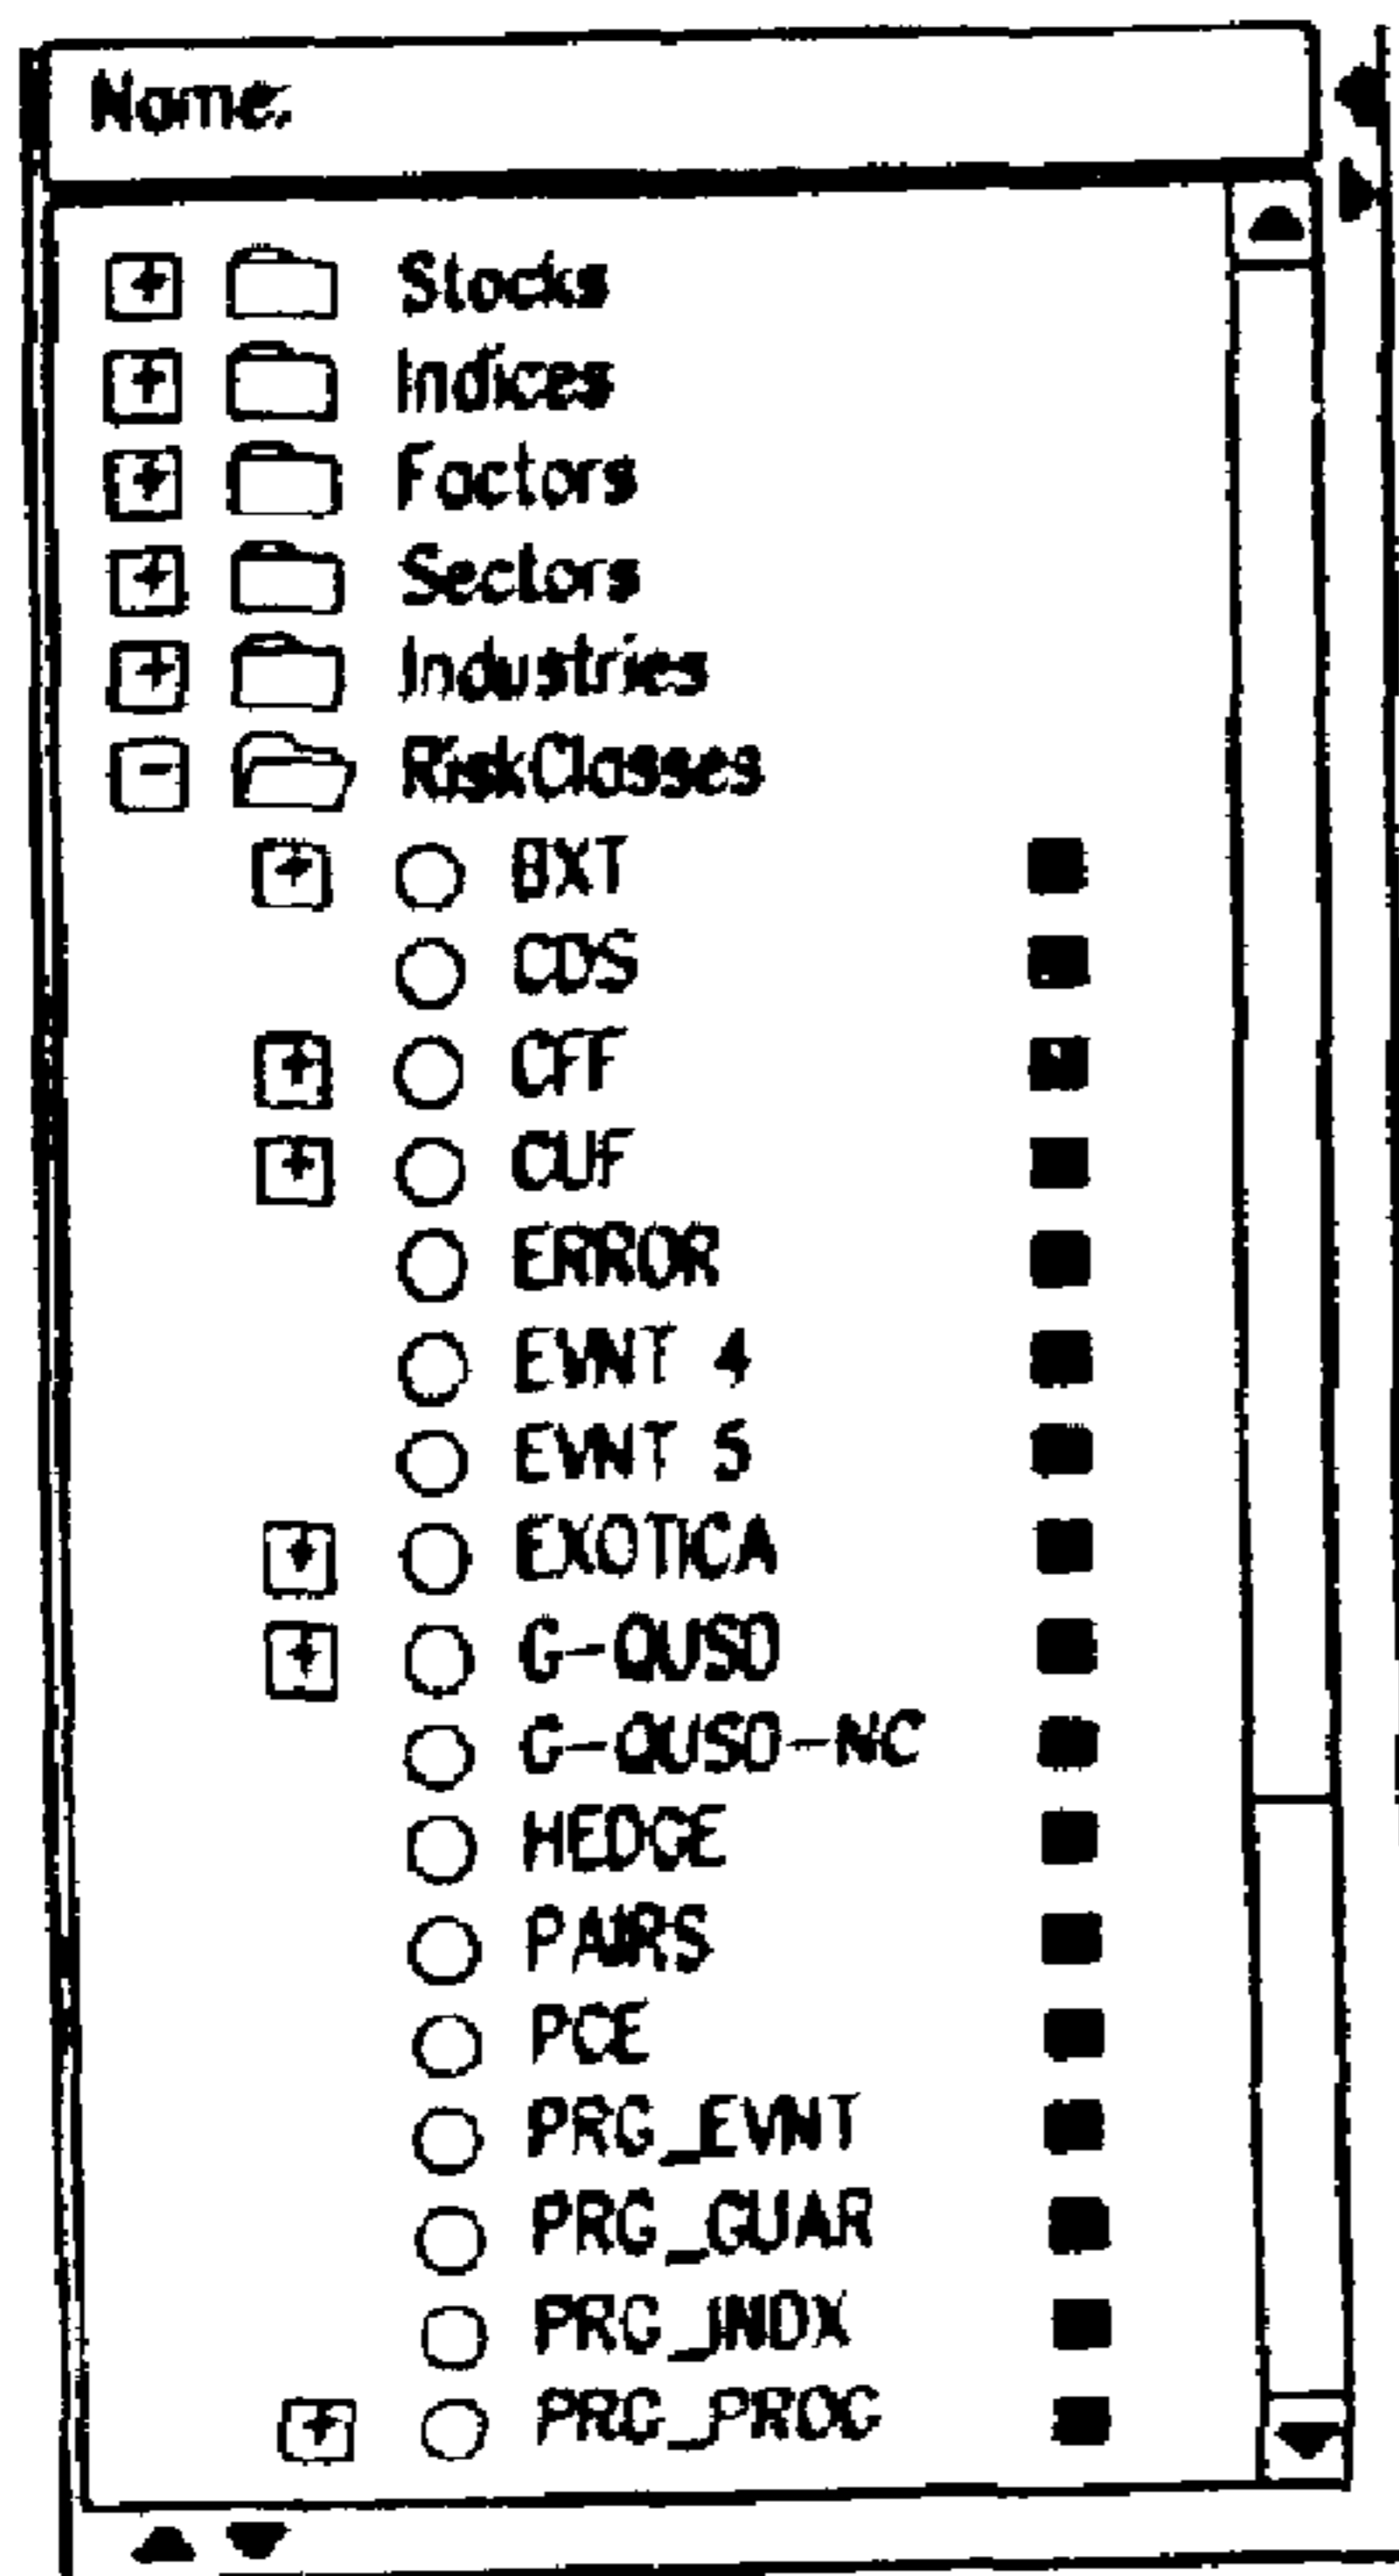 Name:
Stocks
Indices
Factors
Sectors
Industries
RiskClasses
BXT
CDS
CFF
CUF
ERROR
EVNT 4
EVNT 5
EXOTICA
G-QUSO
G-QUSO-NC
HEDGE
PAIRS
PCE
PRG_EVNT
PRG_GUAR
PRG_INDX
PRG_PROG